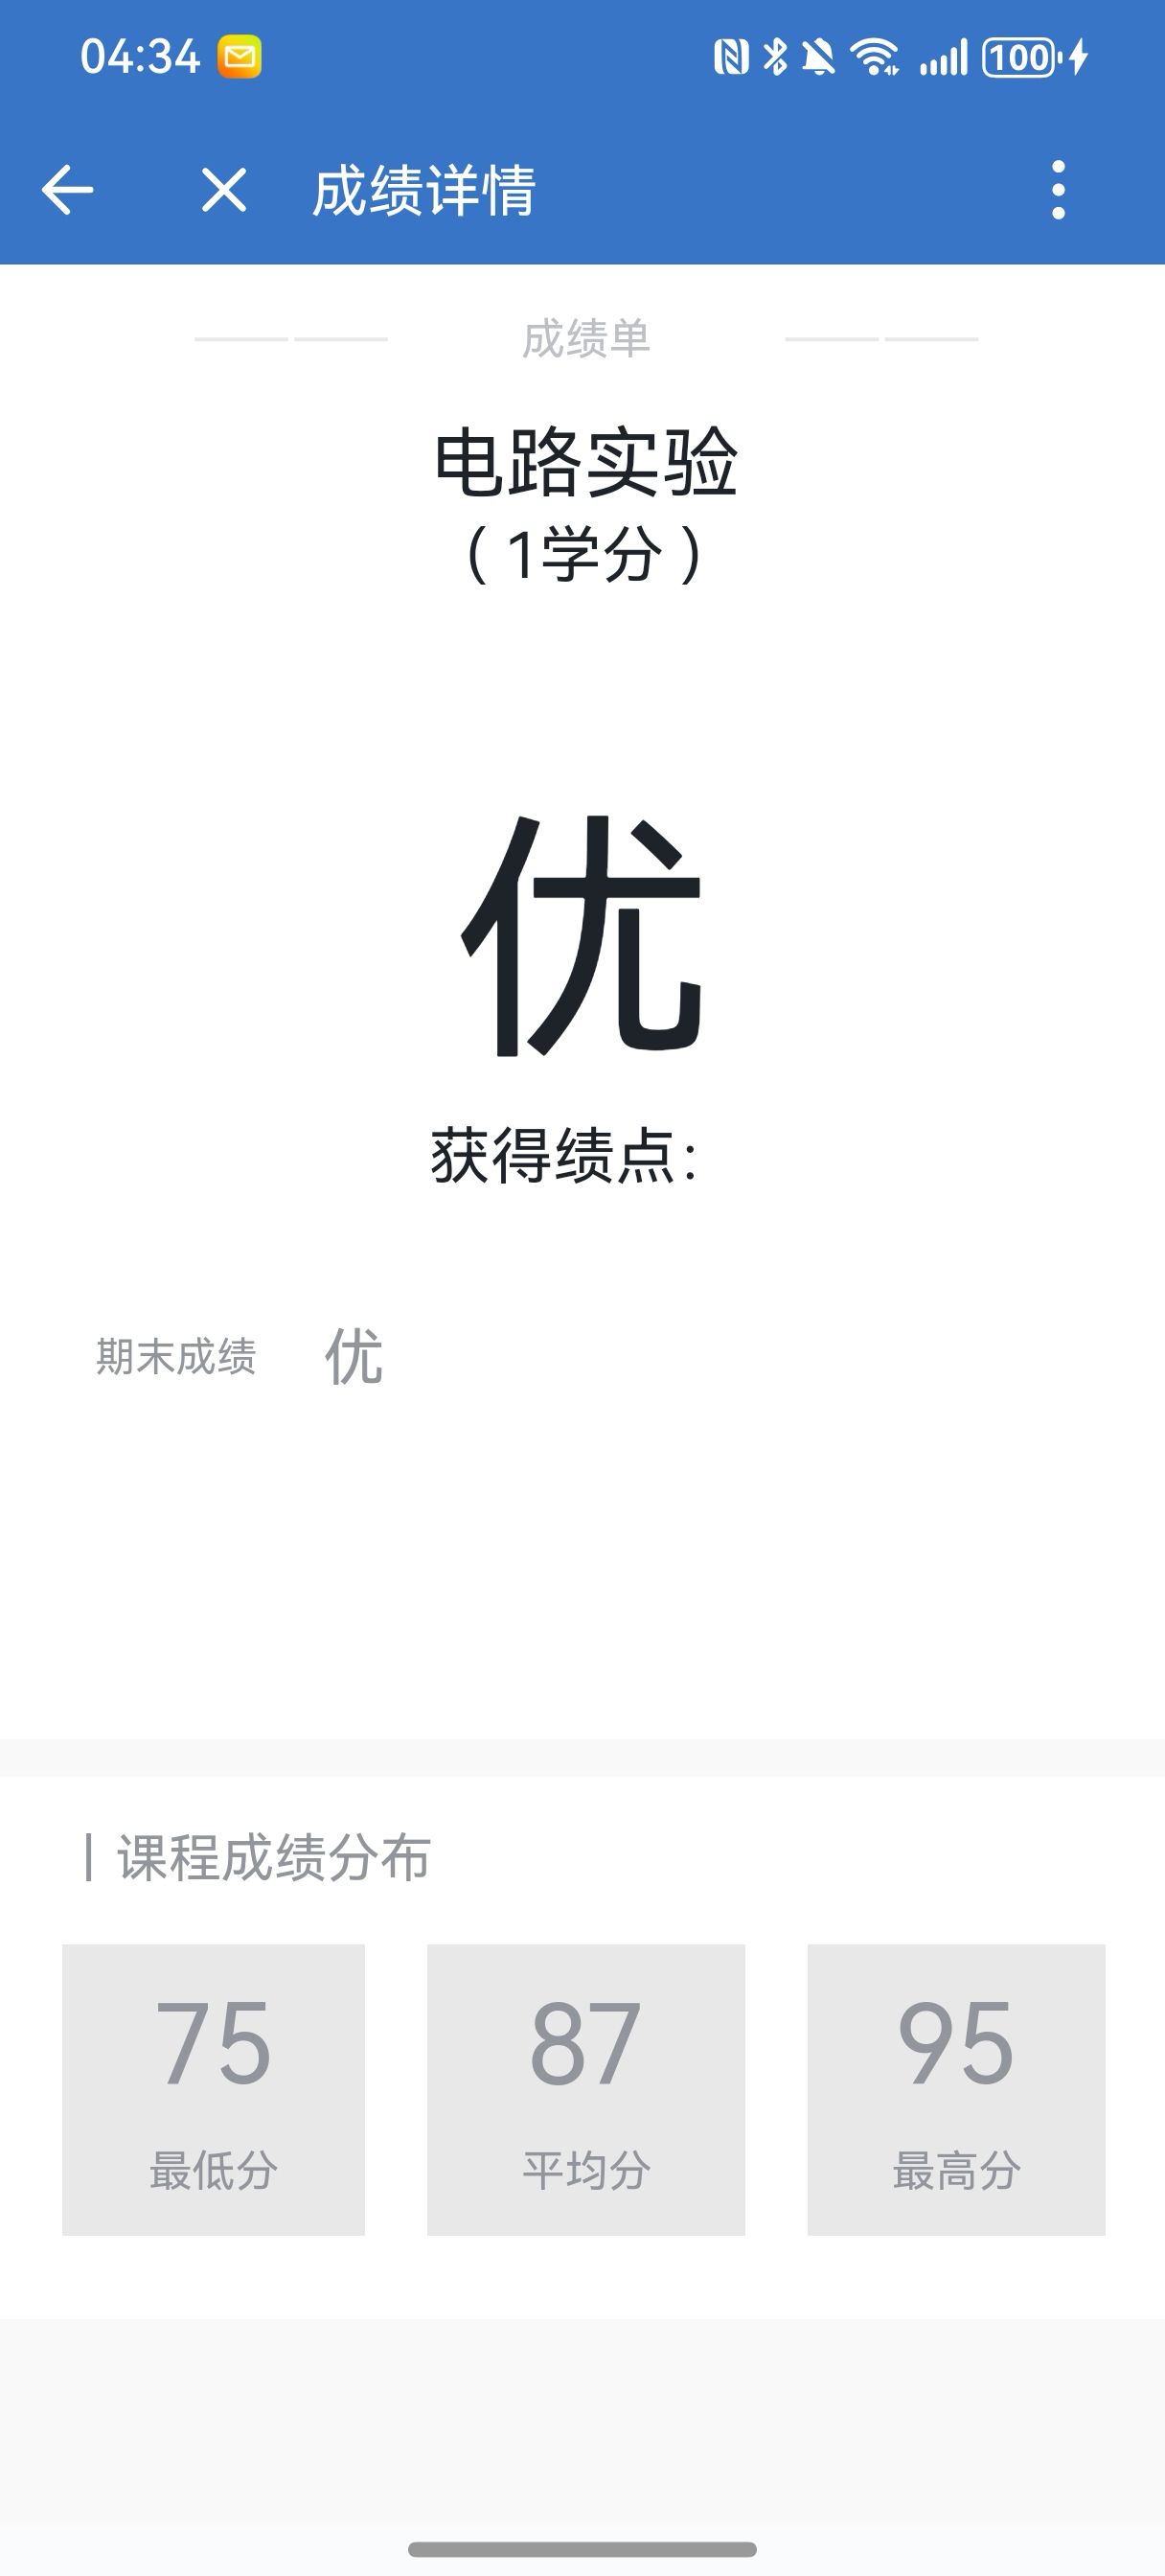 04:34 100
成绩详情
成绩单
电路实验
(1学分)
优
获得绩点:
期末成绩 优
课程成绩分布
75 87 95
最低分 平均分 最高分